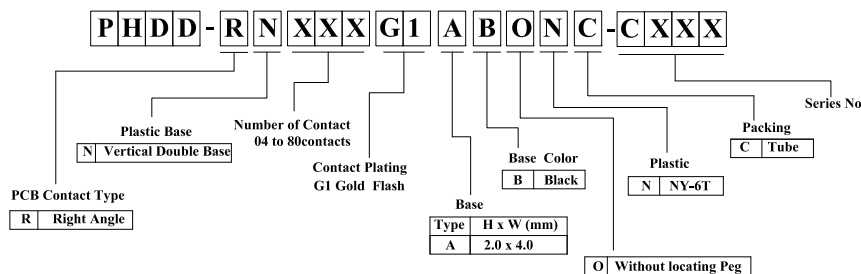 PHDD-RNXXXG1ABONC-CXXX
Series No
Plastic Base
N Vertical Double Base
Number of Contact
04 to 80contacts
Packing
C Tube
Contact Plating
G1 Gold Flash
Base Color
B Black
Plastic
N NY-6T
PCB Contact Type
R Right Angle
Base
Type H x W (mm)
A 2.0 x 4.0
O Without locating Peg